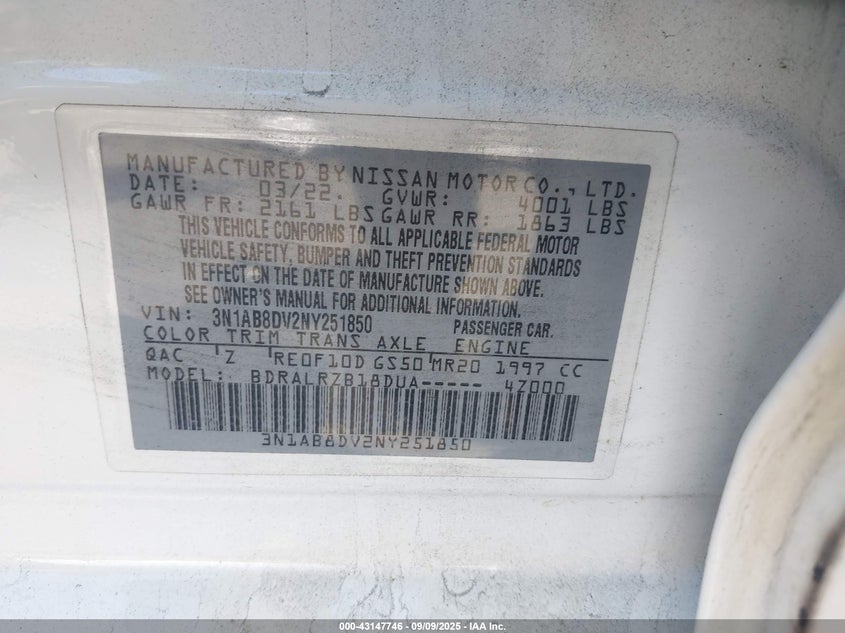 MANUFACTURED BY NISSAN MOTOR CO., LTD.
DATE: 03/22. GVWR: 4001 LBS
GAWR FR: 2161 LBS GAWR RR: 1863 LBS
THIS VEHICLE CONFORMS TO ALL APPLICABLE FEDERAL MOTOR
VEHICLE SAFETY, BUMPER AND THEFT PREVENTION STANDARDS
IN EFFECT ON THE DATE OF MANUFACTURE SHOWN ABOVE.
SEE OWNER'S MANUAL FOR ADDITIONAL INFORMATION.
VIN: 3N1AB8DV2NY251850 PASSENGER CAR.
COLOR TRIM TRANS AXLE ENGINE
QAC Z RE0F10D GS50 MR20 1997 CC
MODEL: BDRALRZB18DUA----- 4Z000
3N1AB8DV2NY251850
000-43147746 - 09/09/2025 - IAA Inc.